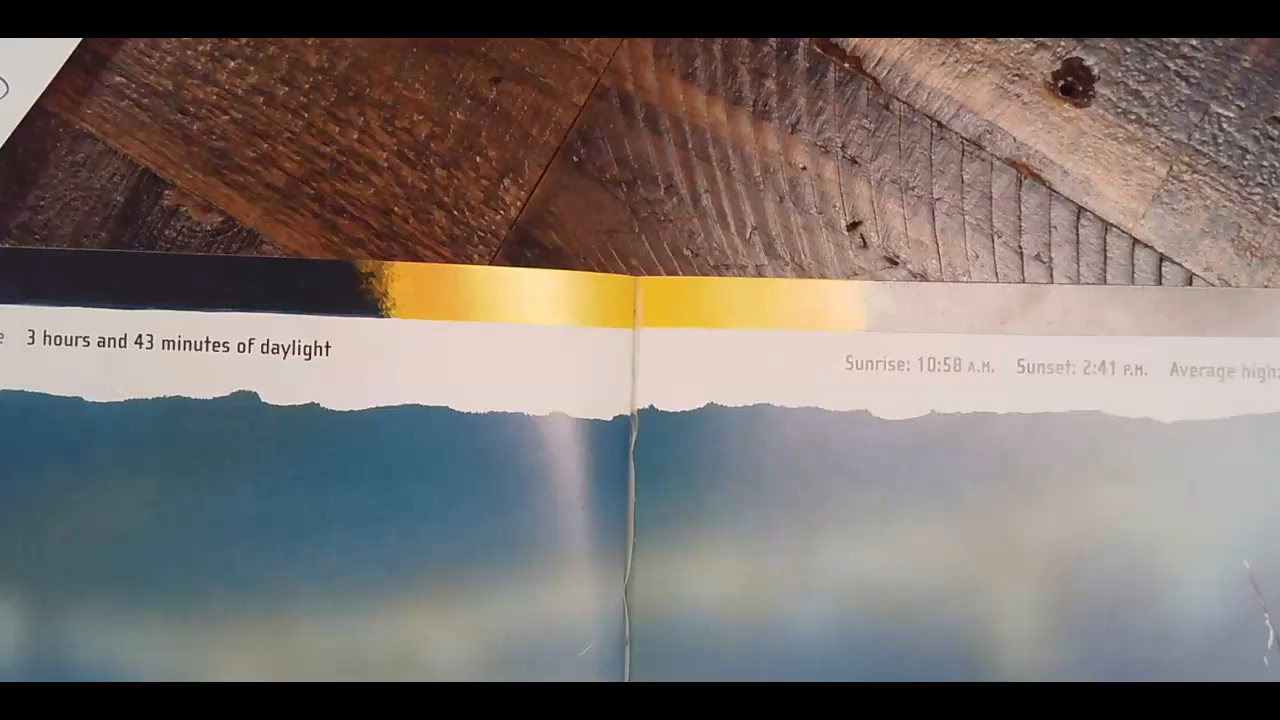 3 hours and 43 minutes of daylight
Sunrise: 10:58 A.M. Sunset: 2:41 P.M. Average high: